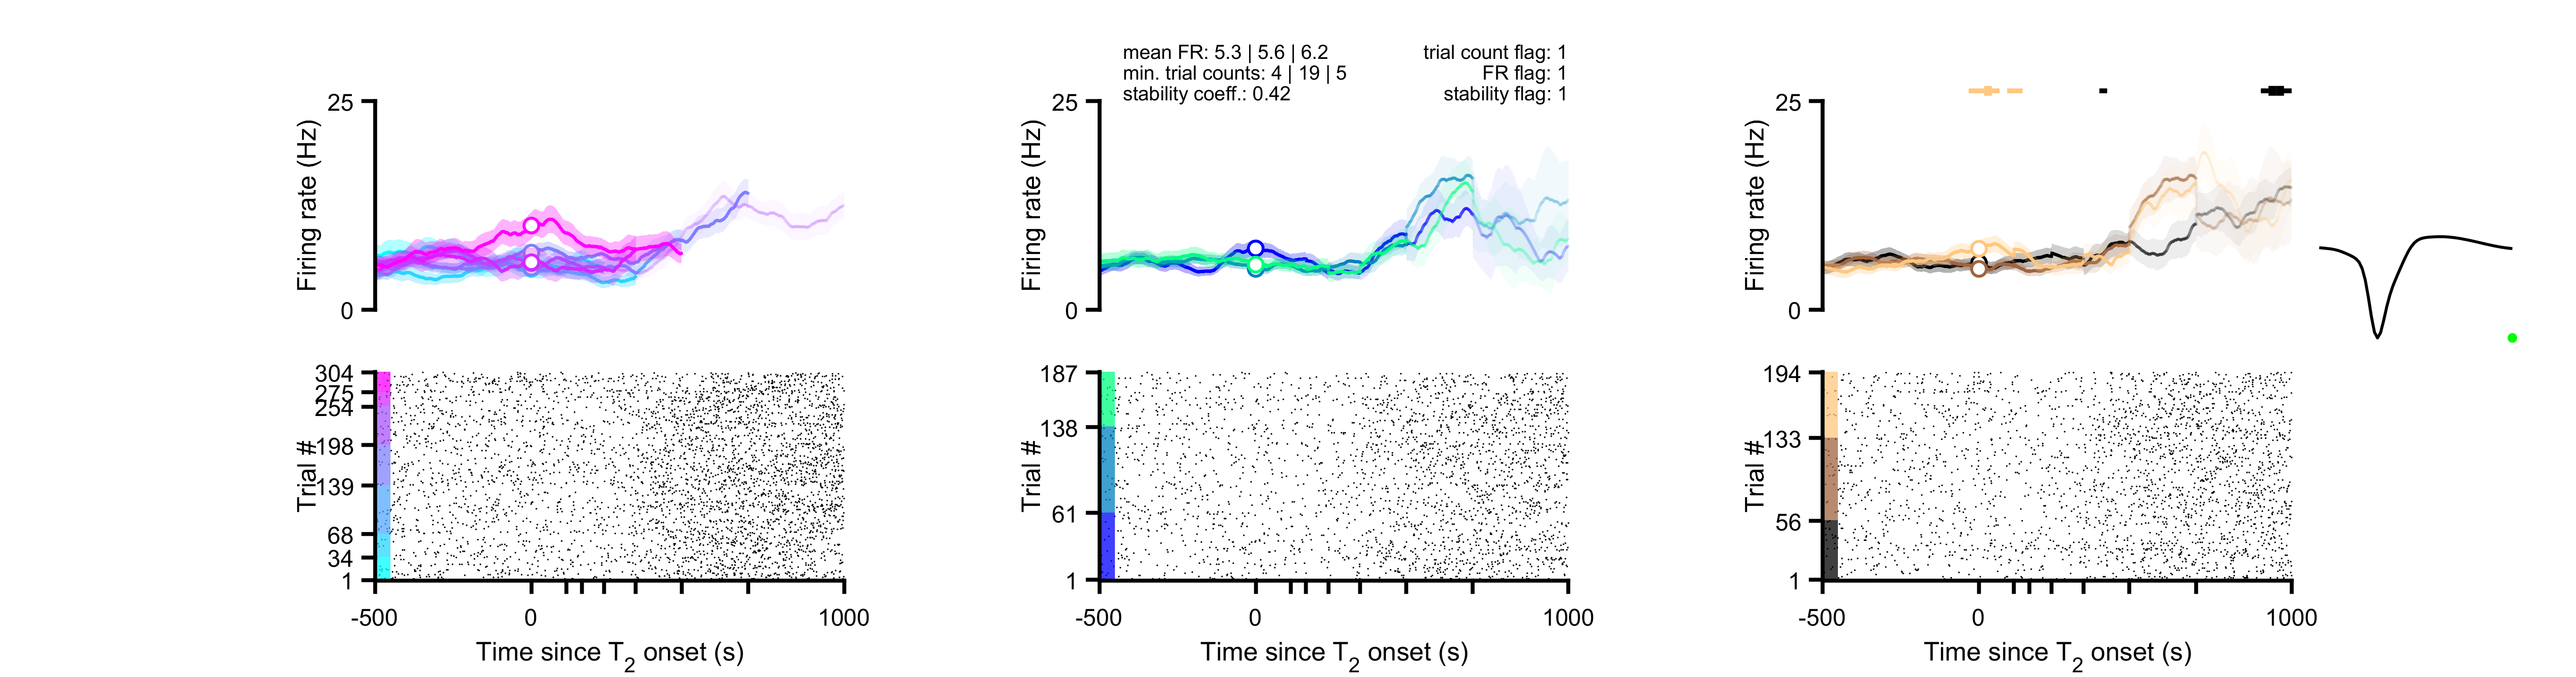 mean FR: 5.3 | 5.6 | 6.2
min. trial counts: 4 | 19 | 5
stability coeff.: 0.42
trial count flag: 1
FR flag: 1
stability flag: 1
25
Firing rate (Hz)
0
304
275
254
198
139
68
34
1
Trial #
-500
0
1000
Time since T2 onset (s)
25
Firing rate (Hz)
0
187
138
61
1
Trial #
-500
0
1000
Time since T2 onset (s)
25
Firing rate (Hz)
0
194
133
56
1
Trial #
-500
0
1000
Time since T2 onset (s)